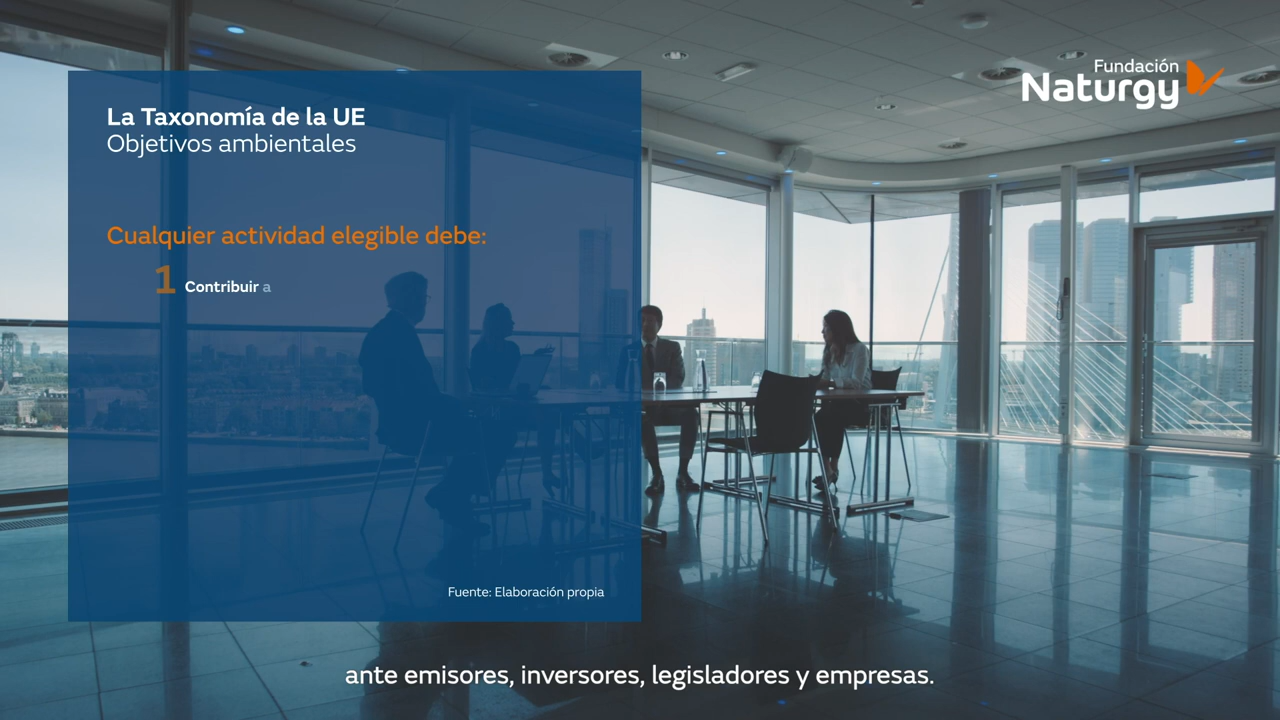 Fundación
Naturgy
La Taxonomía de la UE
Objetivos ambientales
Cualquier actividad elegible debe:
1 Contribuir a
Fuente: Elaboración propia
ante emisores, inversores, legisladores y empresas.